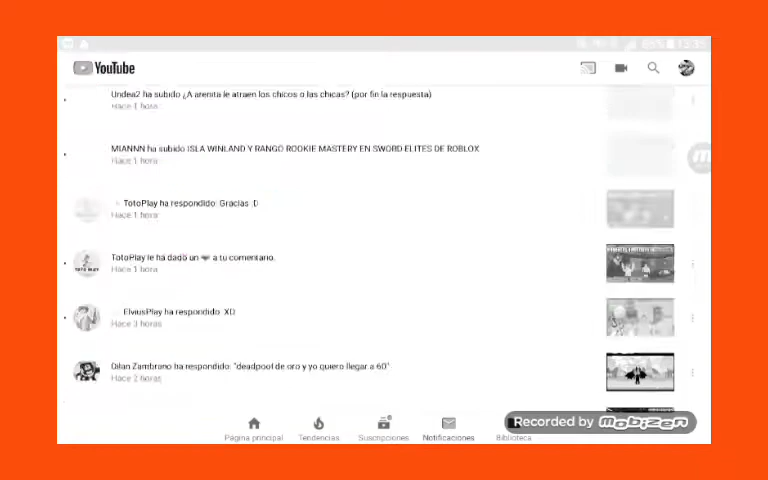 85% 13:35
YouTube
Undea2 ha subido ¿A arenita le atraen los chicos o las chicas? (por fin la respuesta)
Hace 1 hora
MIANNN ha subido ISLA WINLAND Y RANGO ROOKIE MASTERY EN SWORD ELITES DE ROBLOX
Hace 1 hora
TotoPlay ha respondido: Gracias :D
Hace 1 hora
TotoPlay le ha dado un ❤ a tu comentario.
Hace 1 hora
ElviusPlay ha respondido: XD
Hace 3 horas
Dilan Zambrano ha respondido: "deadpool de oro y yo quiero llegar a 60"
Hace 2 horas
Recorded by mobizen
Página principal
Tendencias
Suscripciones
Notificaciones
Biblioteca